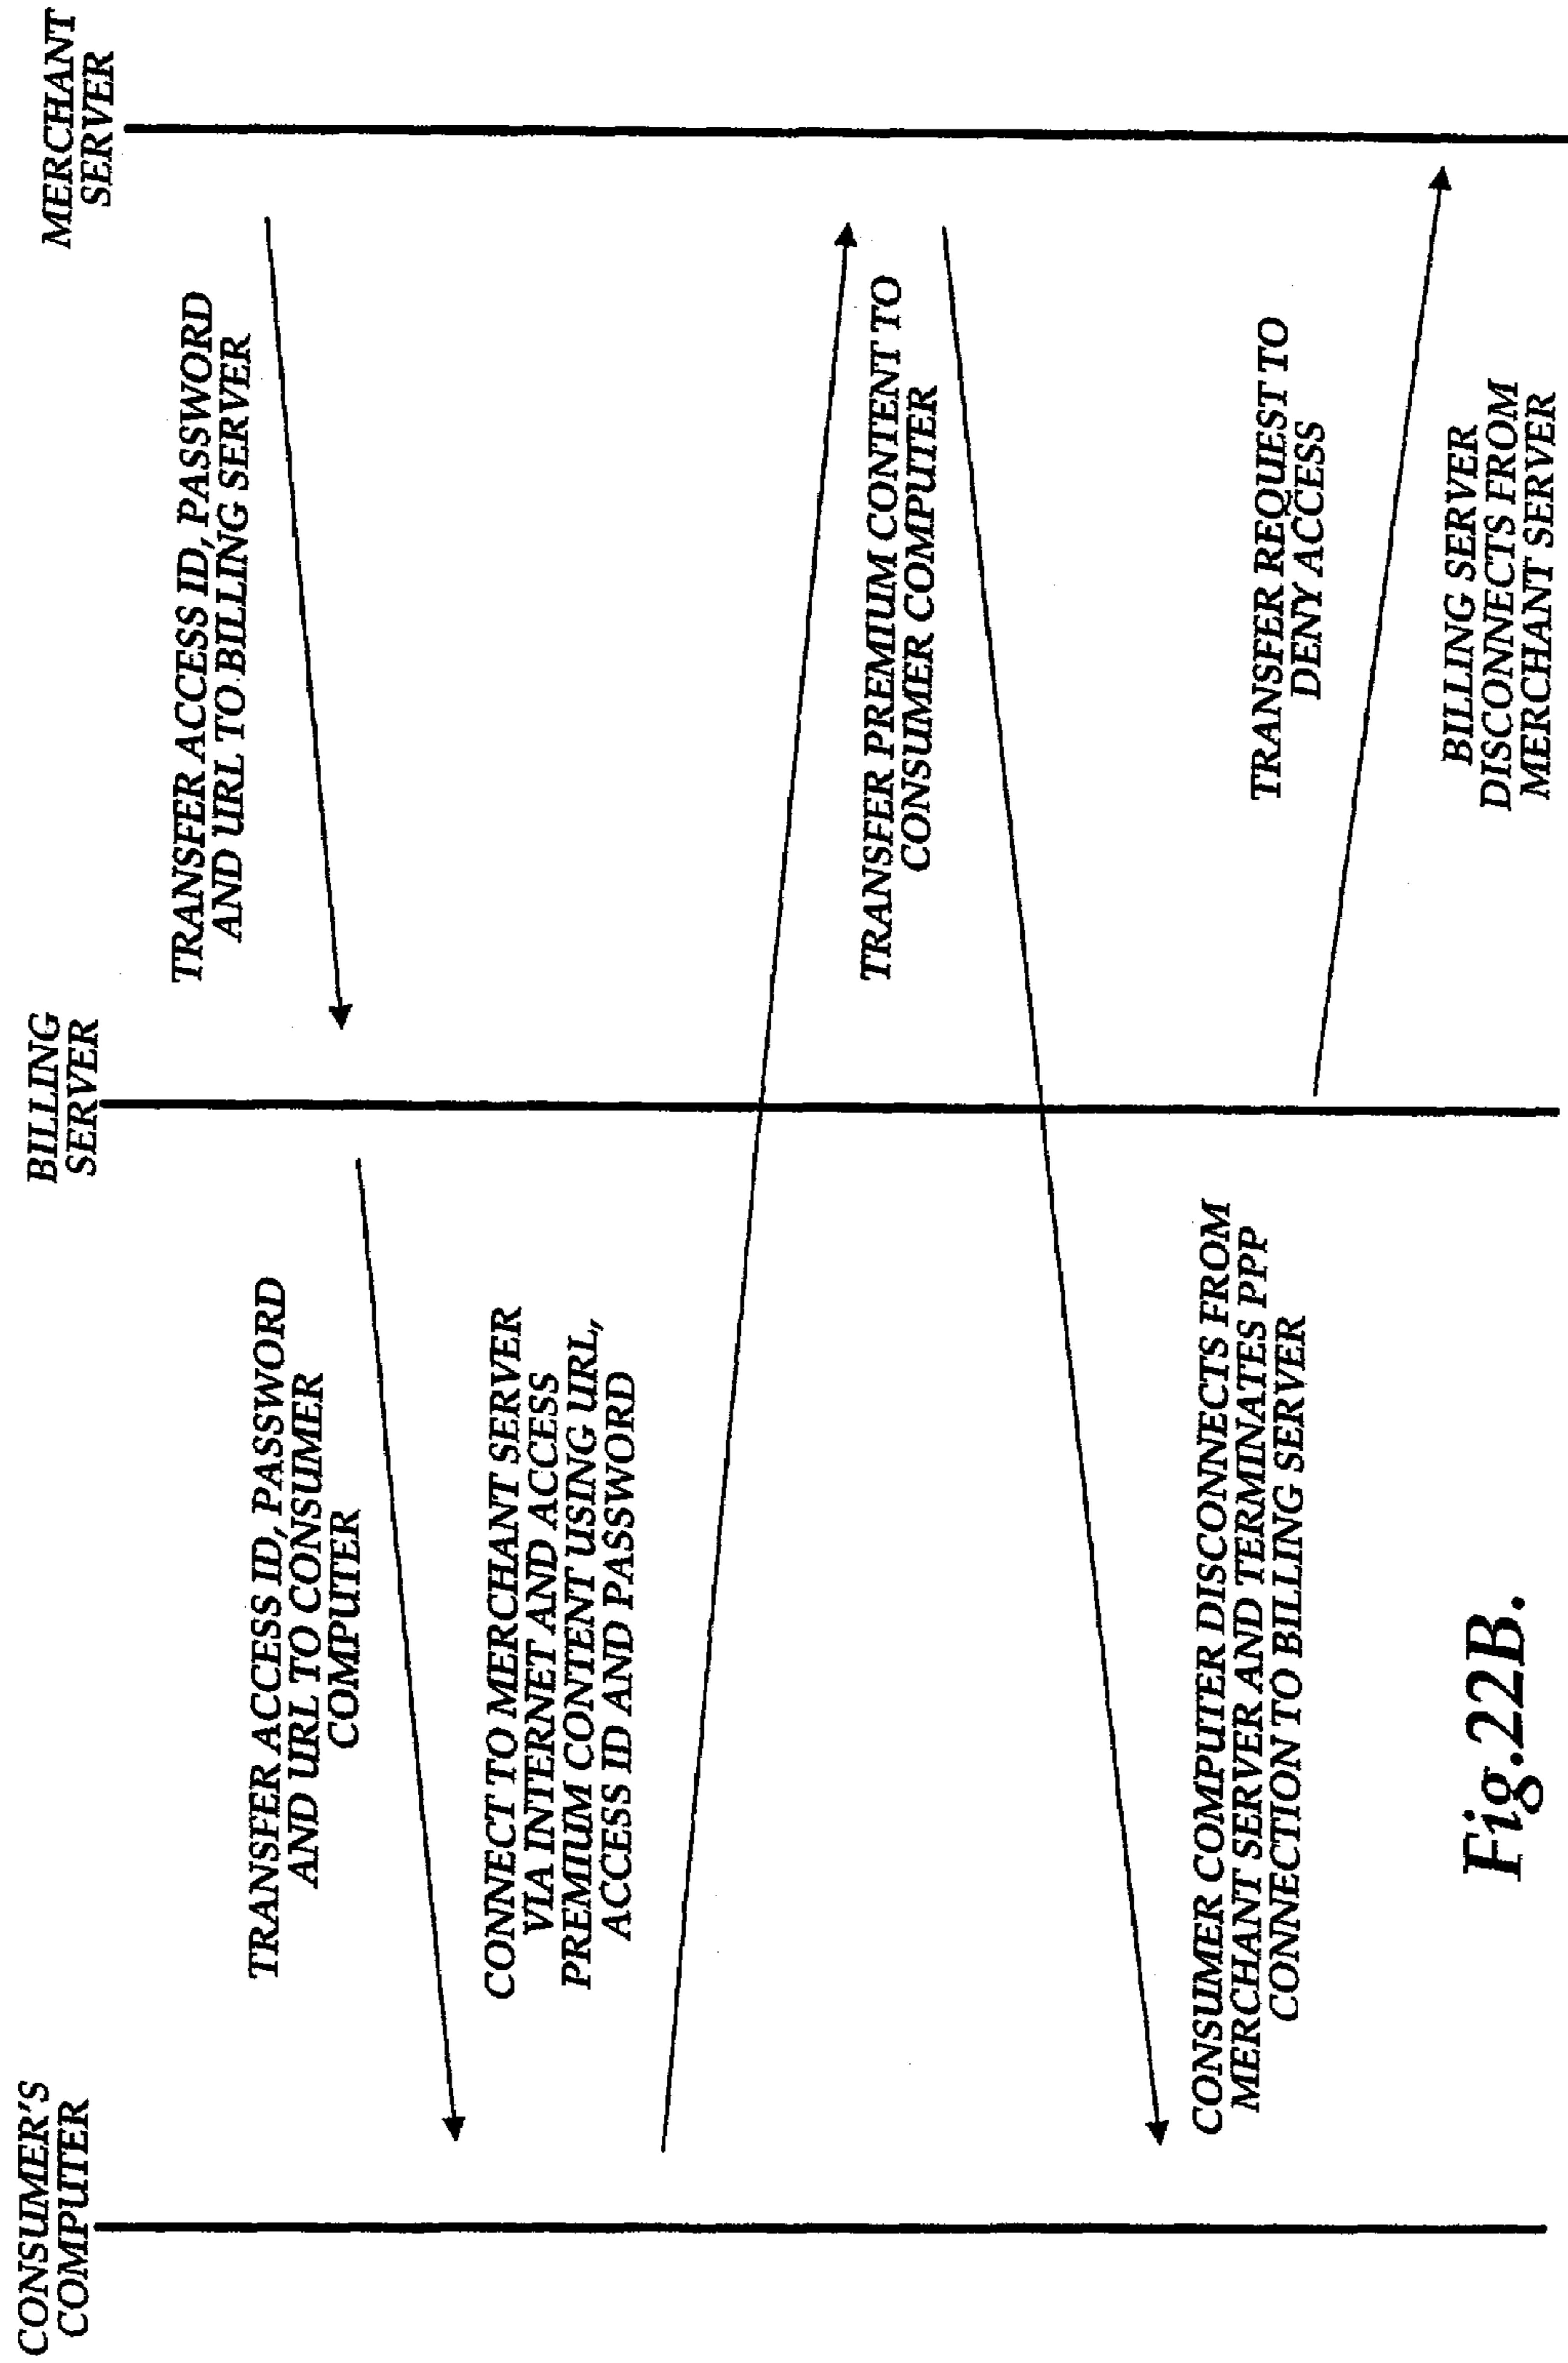 CONSUMER'S
COMPUTER
BILLING
SERVER
MERCHANT
SERVER
TRANSFER ACCESS ID, PASSWORD
AND URL TO BILLING SERVER
TRANSFER ACCESS ID, PASSWORD
AND URL TO CONSUMER
COMPUTER
CONNECT TO MERCHANT SERVER
VIA INTERNET AND ACCESS
PREMIUM CONTENT USING URL,
ACCESS ID AND PASSWORD
TRANSFER PREMIUM CONTENT TO
CONSUMER COMPUTER
CONSUMER COMPUTER DISCONNECTS FROM
MERCHANT SERVER AND TERMINATES PPP
CONNECTION TO BILLING SERVER
TRANSFER REQUEST TO
DENY ACCESS
BILLING SERVER
DISCONNECTS FROM
MERCHANT SERVER
Fig.22B.